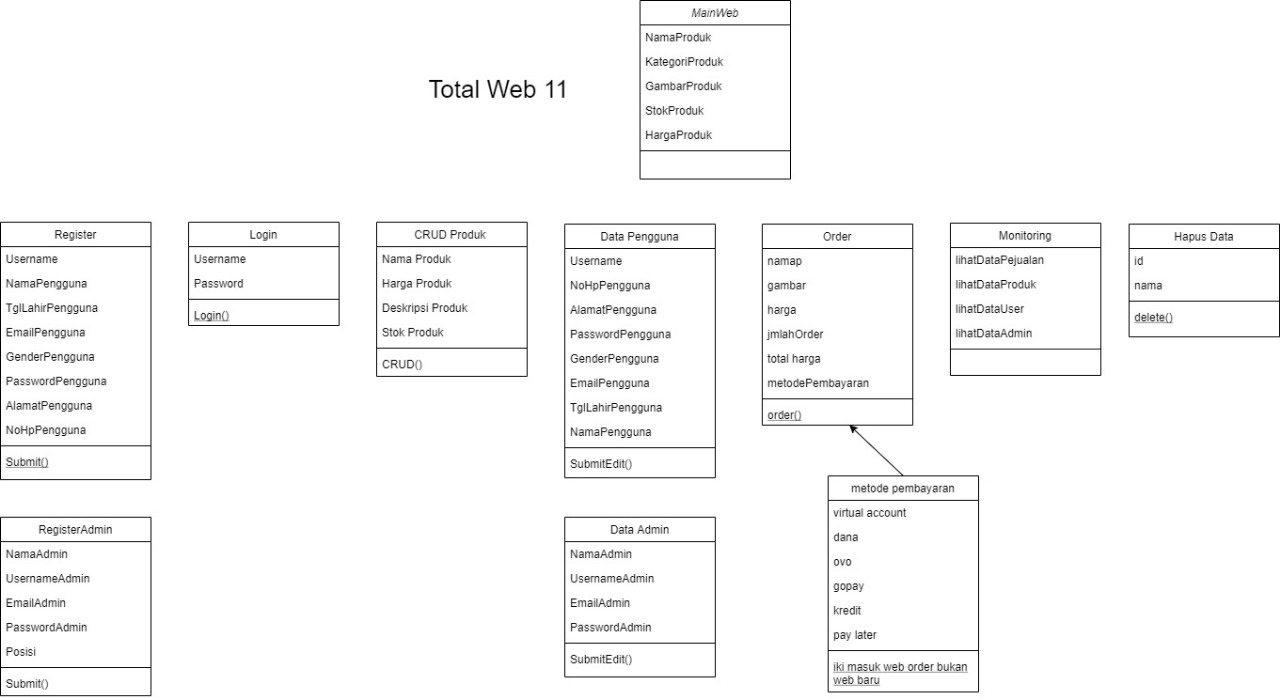 MainWeb
NamaProduk
KategoriProduk
GambarProduk
StokProduk
HargaProduk
Total Web 11
Register
Username
NamaPengguna
TglLahirPengguna
EmailPengguna
GenderPengguna
PasswordPengguna
AlamatPengguna
NoHpPengguna
Submit()
Login
Username
Password
Login()
CRUD Produk
Nama Produk
Harga Produk
Deskripsi Produk
Stok Produk
CRUD()
Data Pengguna
Username
NoHpPengguna
AlamatPengguna
PasswordPengguna
GenderPengguna
EmailPengguna
TglLahirPengguna
NamaPengguna
SubmitEdit()
Order
namap
gambar
harga
jmlahOrder
total harga
metodePembayaran
order()
Monitoring
lihatDataPejualan
lihatDataProduk
lihatDataUser
lihatDataAdmin
Hapus Data
id
nama
delete()
RegisterAdmin
NamaAdmin
UsernameAdmin
EmailAdmin
PasswordAdmin
Posisi
Submit()
Data Admin
NamaAdmin
UsernameAdmin
EmailAdmin
PasswordAdmin
SubmitEdit()
metode pembayaran
virtual account
dana
ovo
gopay
kredit
pay later
iki masuk web order bukan
web baru